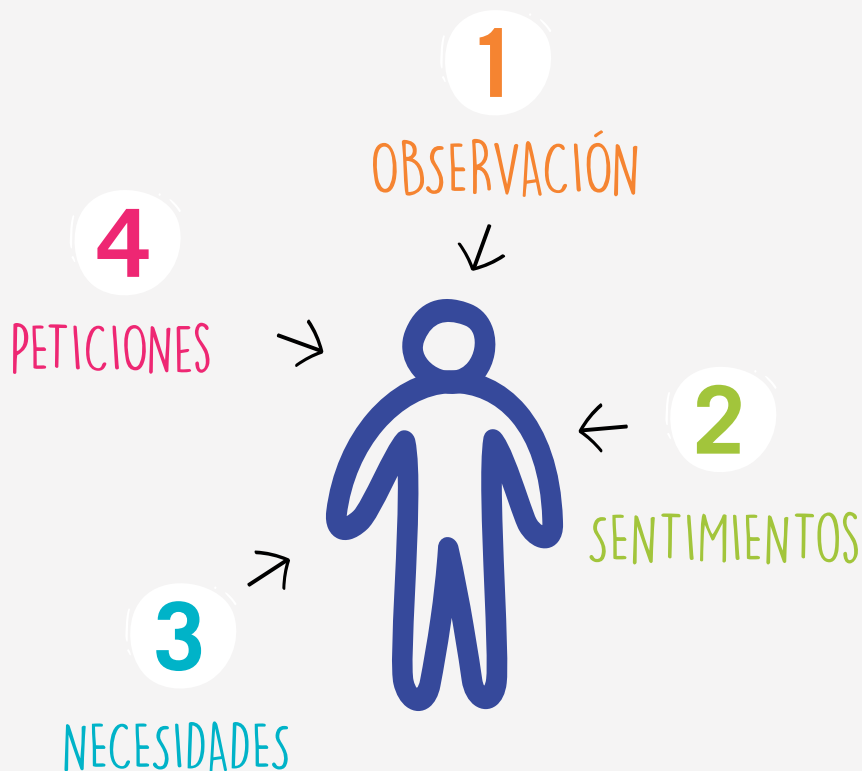 1
OBSERVACIÓN
2
SENTIMIENTOS
3
NECESIDADES
4
PETICIONES